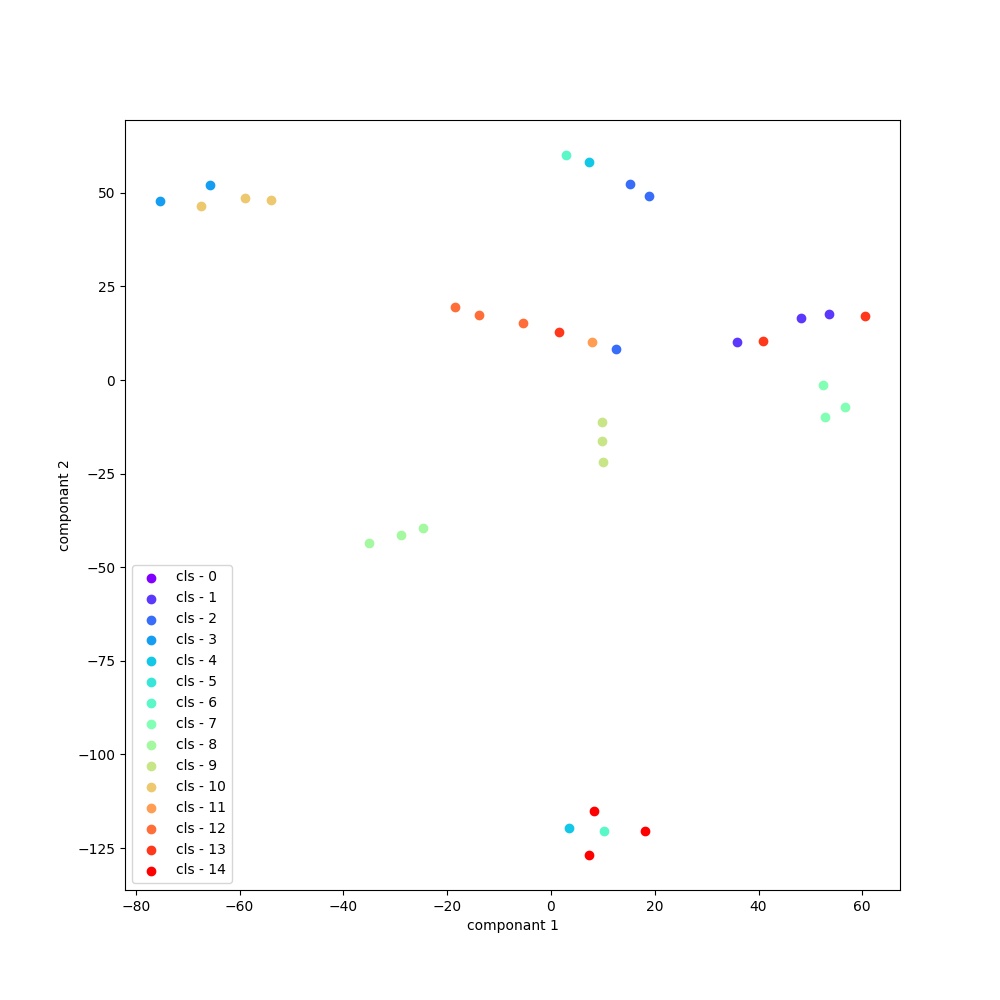 50
25
0
−25
−50
−75
−100
−125
componant 2
cls - 0
cls - 1
cls - 2
cls - 3
cls - 4
cls - 5
cls - 6
cls - 7
cls - 8
cls - 9
cls - 10
cls - 11
cls - 12
cls - 13
cls - 14
−80 −60 −40 −20 0 20 40 60
componant 1